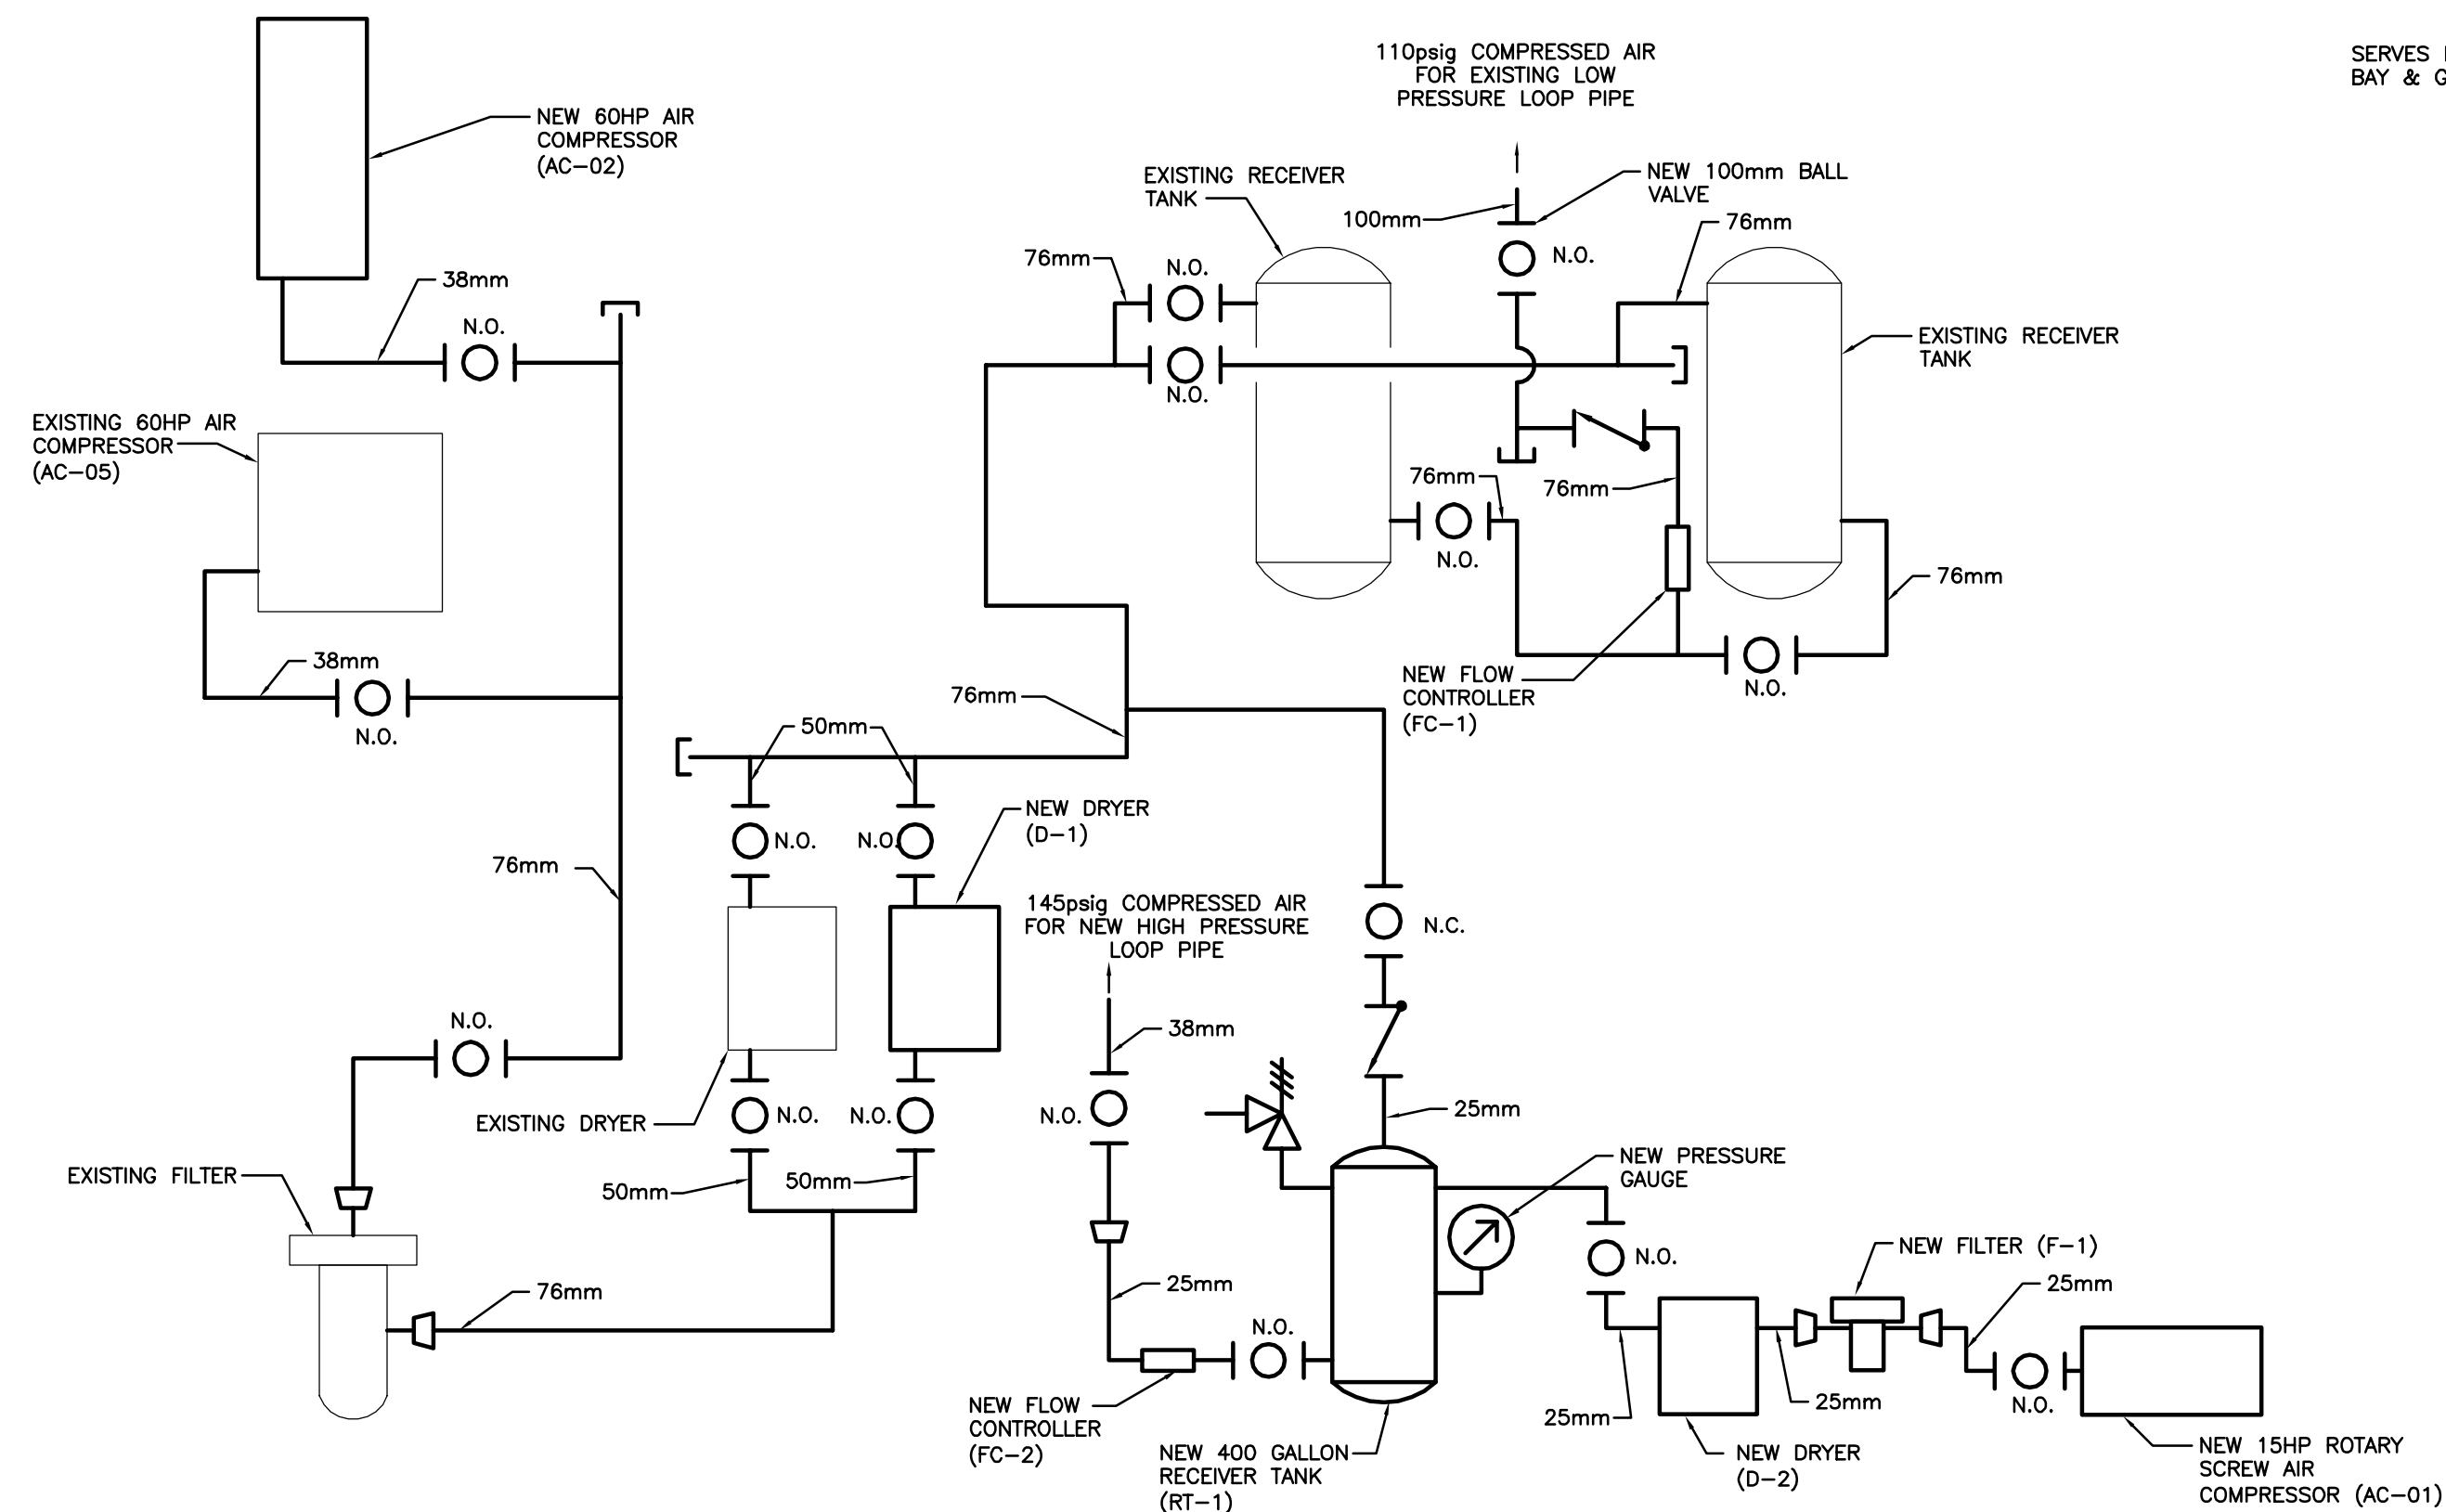 110psig COMPRESSED AIR
FOR EXISTING LOW
PRESSURE LOOP PIPE
SERVES
BAY & G
NEW 60HP AIR
COMPRESSOR
(AC-02)
EXISTING RECEIVER
TANK
NEW 100mm BALL
VALVE
100mm
76mm
N.O.
76mm
N.O.
38mm
N.O.
N.O.
EXISTING RECEIVER
TANK
EXISTING 60HP AIR
COMPRESSOR
(AC-05)
76mm
76mm
N.O.
76mm
38mm
N.O.
NEW FLOW
CONTROLLER
(FC-1)
N.O.
76mm
50mm
NEW DRYER
(D-1)
N.O.
N.O.
76mm
145psig COMPRESSED AIR
FOR NEW HIGH PRESSURE
LOOP PIPE
N.C.
N.O.
38mm
EXISTING DRYER
N.O.
N.O.
N.O.
25mm
EXISTING FILTER
50mm
50mm
NEW PRESSURE
GAUGE
76mm
25mm
N.O.
N.O.
NEW FILTER (F-1)
25mm
NEW FLOW
CONTROLLER
(FC-2)
25mm
25mm
N.O.
NEW 400 GALLON
RECEIVER TANK
(RT-1)
NEW DRYER
(D-2)
NEW 15HP ROTARY
SCREW AIR
COMPRESSOR (AC-01)